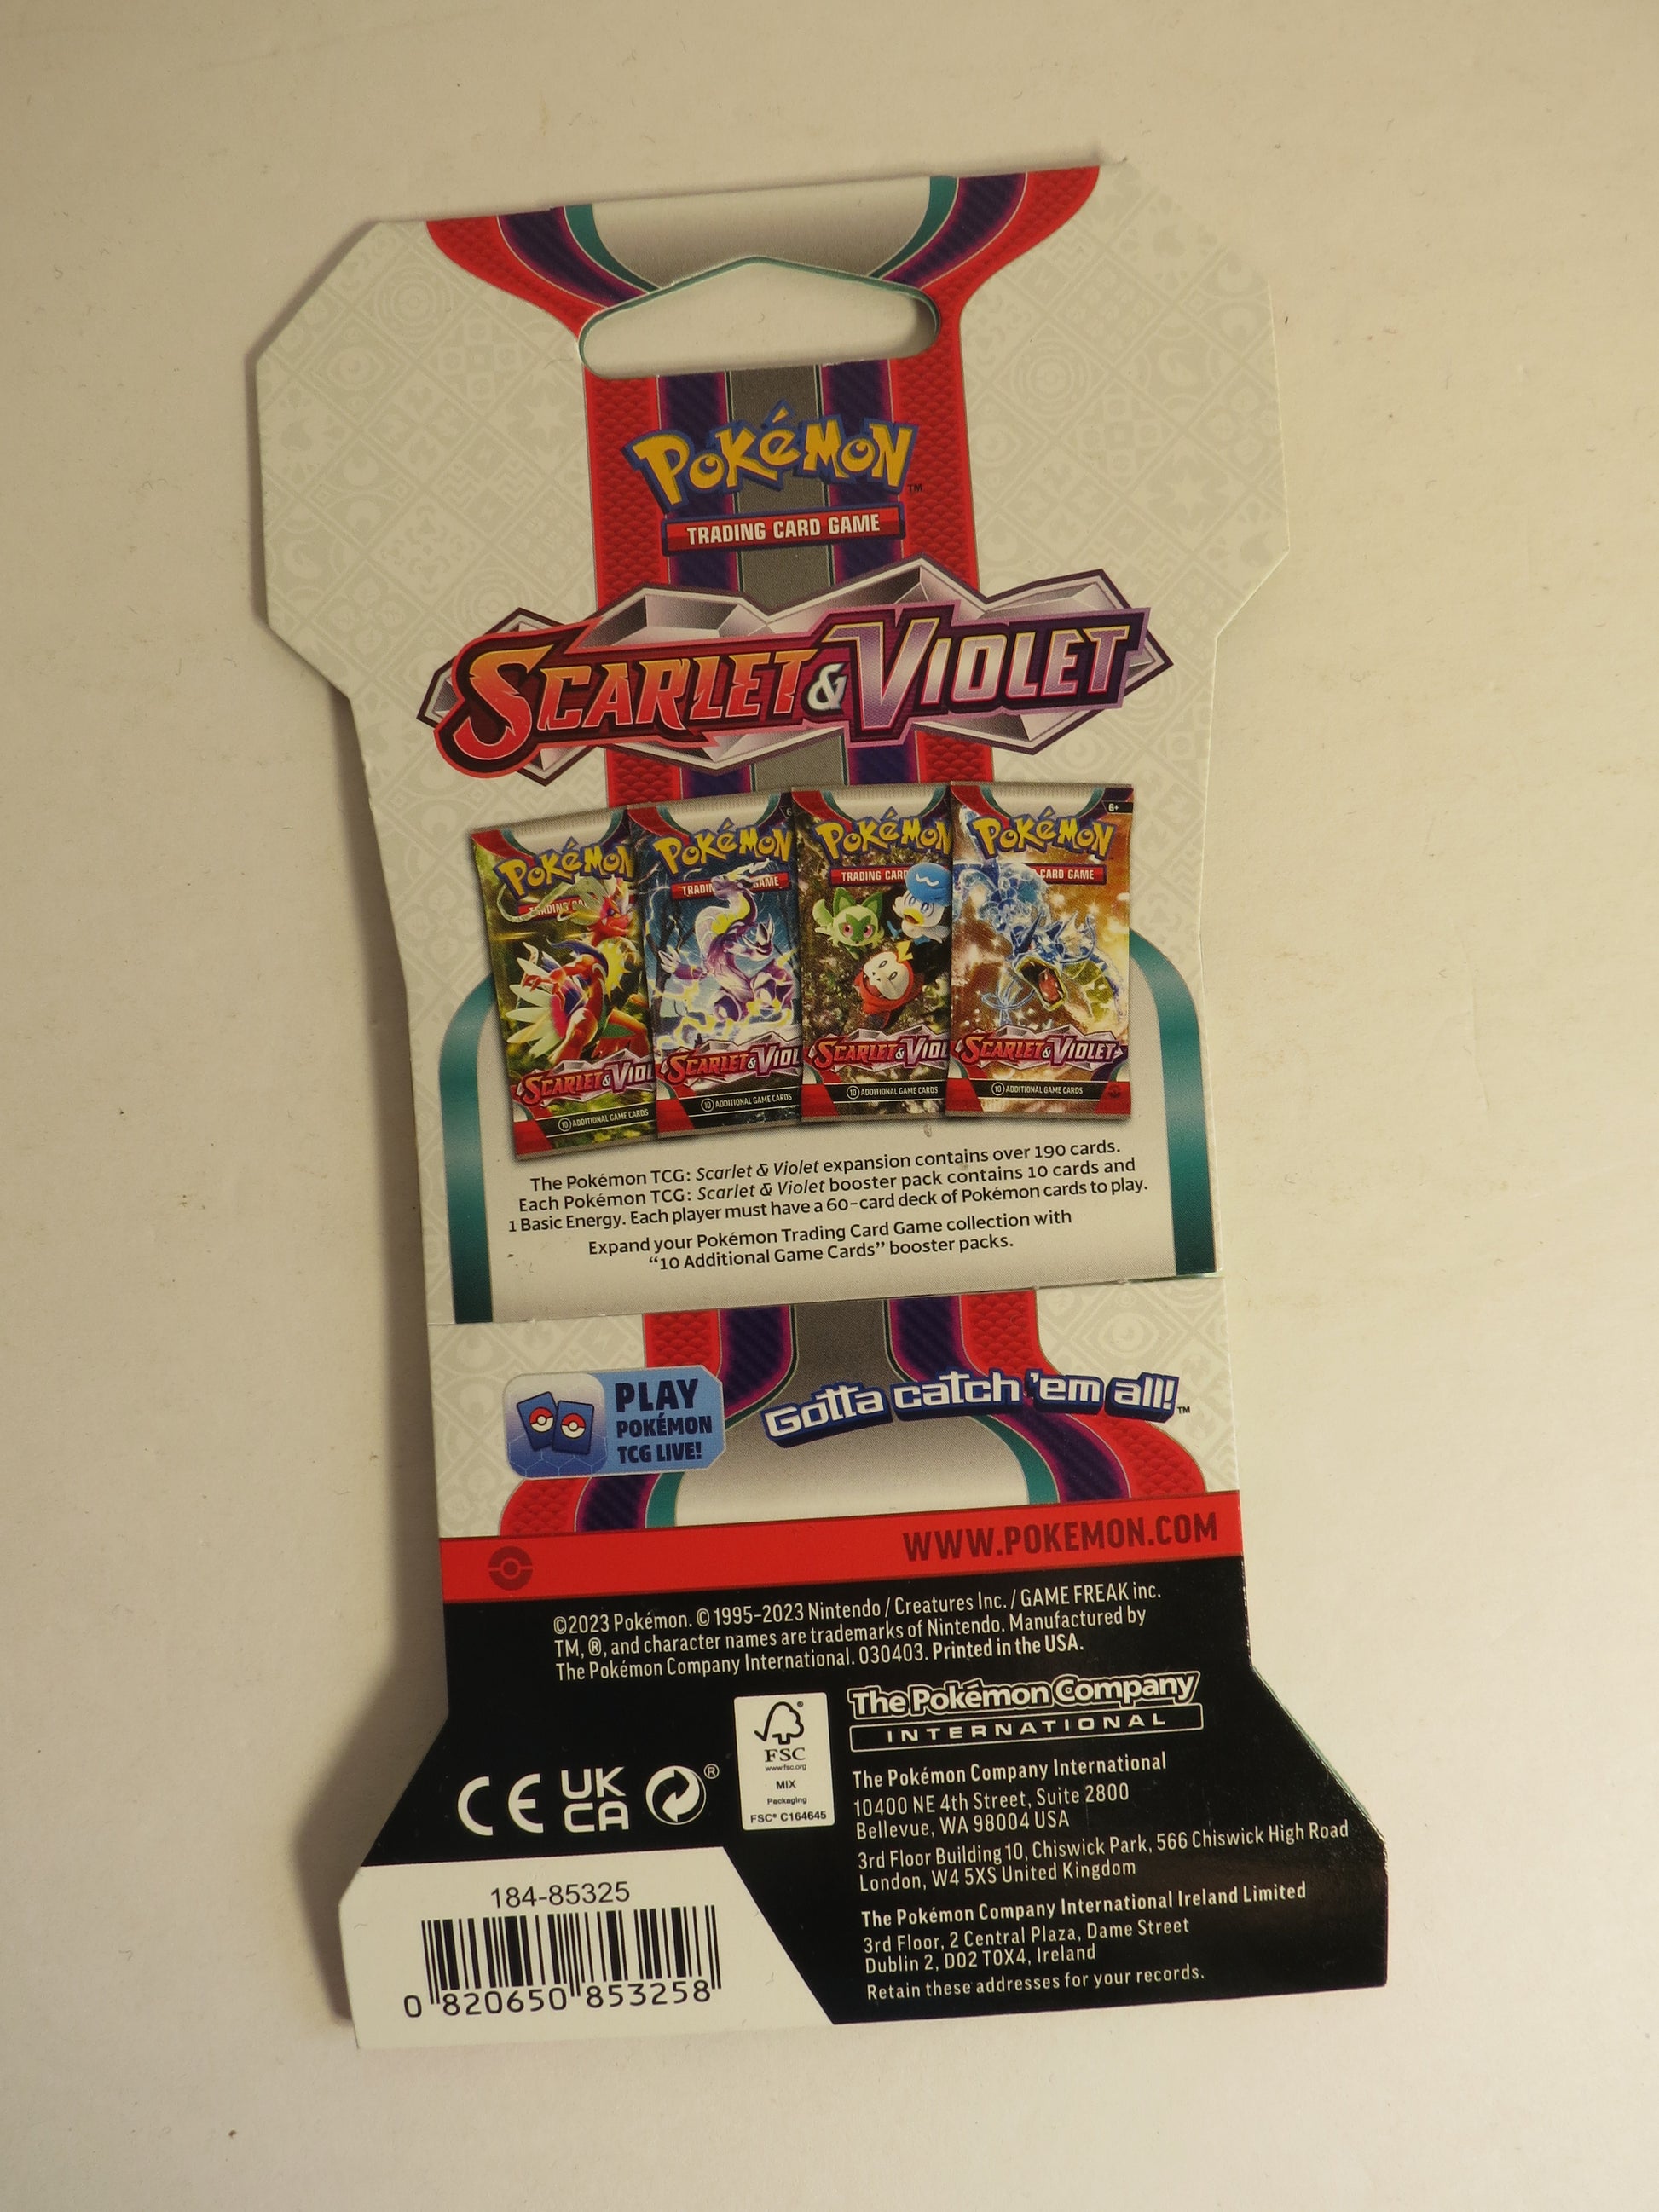 Pokémon
TM
TRADING CARD GAME
SCARLET & VIOLET
6+
Pokémon
Pokémon
Pokémon
Pokémon
TRADING CARD
CARD GAME
SCARLET & VIOL
SCARLET & VIOL
SCARLET & VIOL
SCARLET & VIOLET
10 ADDITIONAL GAME CARDS
10 ADDITIONAL GAME CARDS
10 ADDITIONAL GAME CARDS
10 ADDITIONAL GAME CARDS
The Pokémon TCG: Scarlet & Violet expansion contains over 190 cards.
Each Pokémon TCG: Scarlet & Violet booster pack contains 10 cards and
1 Basic Energy. Each player must have a 60-card deck of Pokémon cards to play.
Expand your Pokémon Trading Card Game collection with
“10 Additional Game Cards” booster packs.
PLAY
POKÉMON
TCG LIVE!
Gotta catch 'em all!™
WWW.POKEMON.COM
©2023 Pokémon. © 1995–2023 Nintendo / Creatures Inc. / GAME FREAK inc.
TM, ®, and character names are trademarks of Nintendo. Manufactured by
The Pokémon Company International. 030403. Printed in the USA.
The Pokémon Company
INTERNATIONAL
FSC
www.fsc.org
MIX
Packaging
FSC® C164645
CE
UK
CA
®
The Pokémon Company International
10400 NE 4th Street, Suite 2800
Bellevue, WA 98004 USA
3rd Floor Building 10, Chiswick Park, 566 Chiswick High Road
London, W4 5XS United Kingdom
The Pokémon Company International Ireland Limited
3rd Floor, 2 Central Plaza, Dame Street
Dublin 2, D02 T0X4, Ireland
Retain these addresses for your records.
184-85325
0 820650 853258